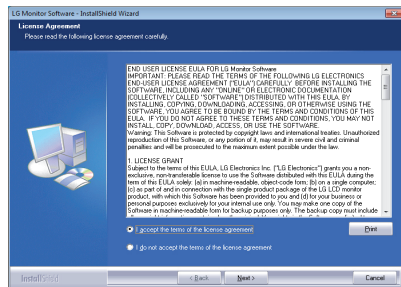 LG Monitor Software - InstallShield Wizard
License Agreement
Please read the following license agreement carefully.
END USER LICENSE EULA FOR LG Monitor Software
IMPORTANT: PLEASE READ THE TERMS OF THE FOLLOWING LG ELECTRONICS
END-USER LICENSE AGREEMENT ("EULA") CAREFULLY BEFORE INSTALLING THE
SOFTWARE, INCLUDING ANY "ONLINE" OR ELECTRONIC DOCUMENTATION
(COLLECTIVELY CALLED "SOFTWARE") DISTRIBUTED WITH THIS EULA. BY
INSTALLING, COPYING, DOWNLOADING, ACCESSING, OR OTHERWISE USING THE
SOFTWARE, YOU AGREE TO BE BOUND BY THE TERMS AND CONDITIONS OF THIS
EULA. IF YOU DO NOT AGREE TO THESE TERMS AND CONDITIONS, YOU MAY NOT
INSTALL, COPY, DOWNLOAD, ACCESS, OR USE THE SOFTWARE.
Warning: This Software is protected by copyright laws and international treaties. Unauthorized
reproduction of this Software, or any portion of it, may result in severe civil and criminal
penalties and will be prosecuted to the maximum extent possible under the law.
1. LICENSE GRANT
Subject to the terms of this EULA, LG Electronics Inc. ("LG Electronics") grants you a non-
exclusive, non-transferable license to use the Software distributed with this EULA during the
term of this EULA solely: (a) in machine-readable, object-code form; (b) on a single computer;
(c) as part of and in connection with the single product package of the LG LCD monitor
product, with which this Software has been provided to you and (d) for your business or
personal purposes exclusively for your internal use only. You may make one copy of the
Software in machine-readable form for backup purposes only. The backup copy must include
I accept the terms of the license agreement
Print
I do not accept the terms of the license agreement
InstallShield
< Back
Next >
Cancel